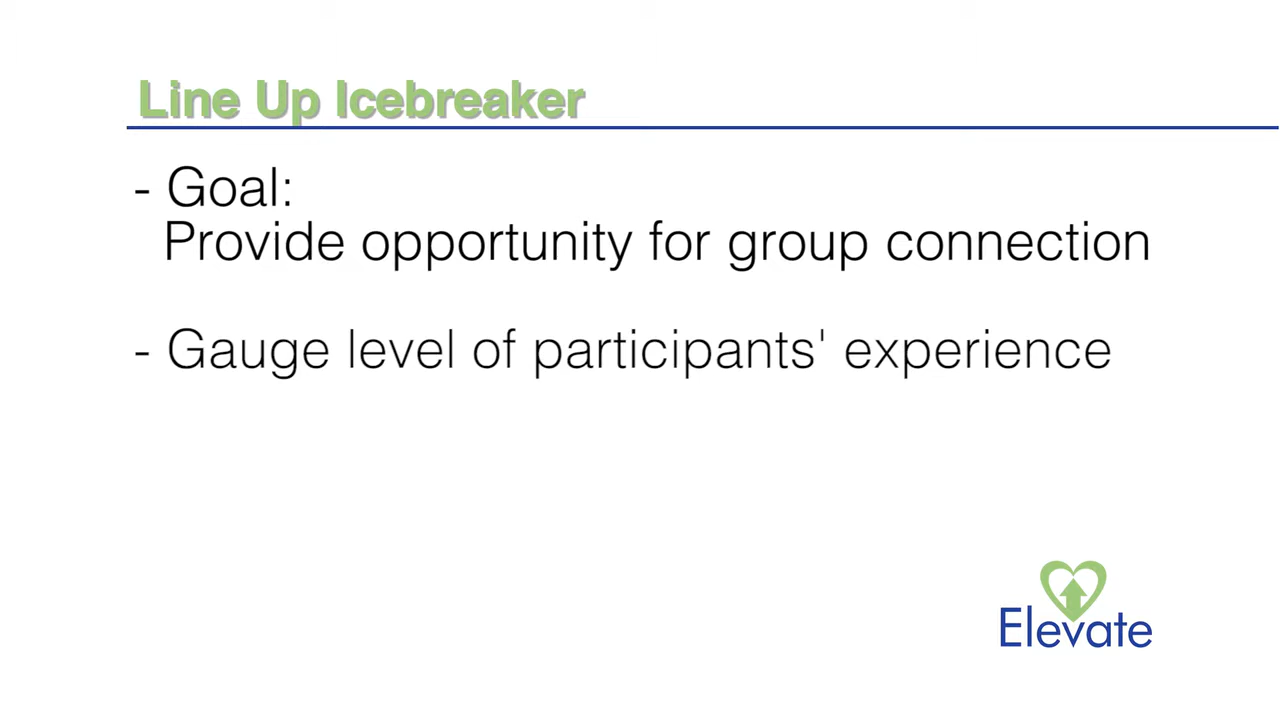 Line Up Icebreaker
- Goal:
Provide opportunity for group connection
- Gauge level of participants' experience
Elevate